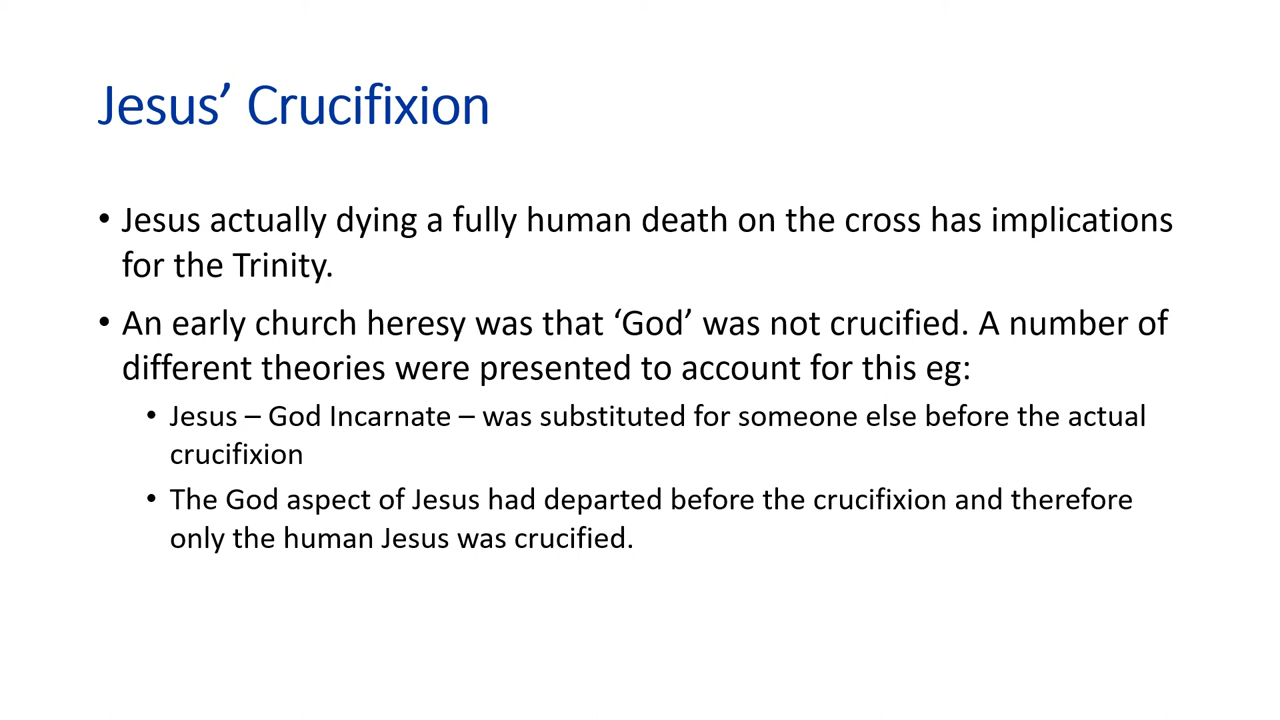 Jesus’ Crucifixion
• Jesus actually dying a fully human death on the cross has implications
for the Trinity.
• An early church heresy was that ‘God’ was not crucified. A number of
different theories were presented to account for this eg:
• Jesus – God Incarnate – was substituted for someone else before the actual
crucifixion
• The God aspect of Jesus had departed before the crucifixion and therefore
only the human Jesus was crucified.